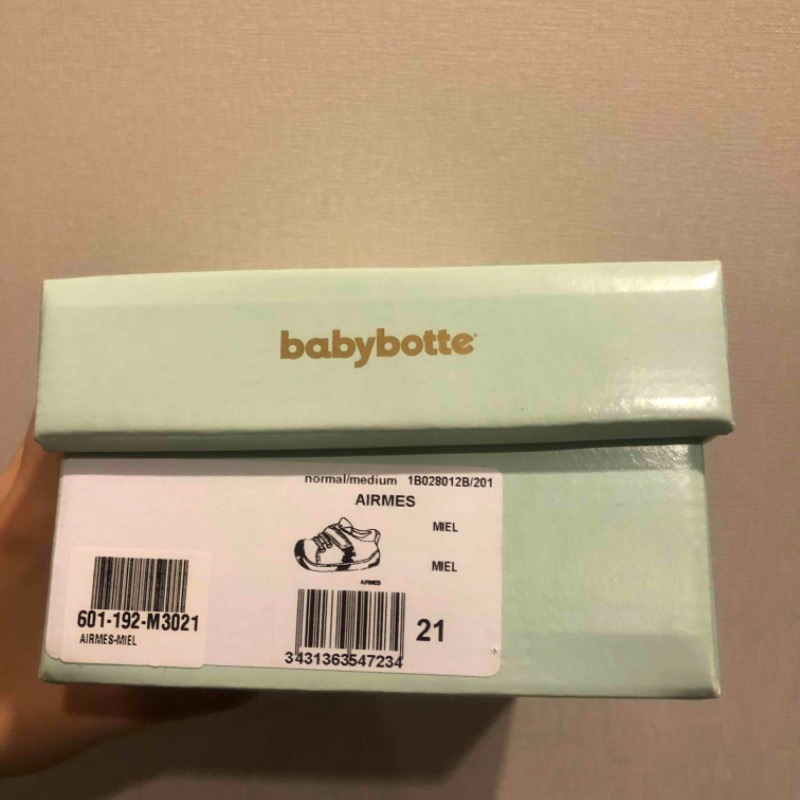 babybotte
normal/medium 1B028012B/201
AIRMES
MIEL
MIEL
AIRMES
21
3431363547234
601-192-M3021
AIRMES-MIEL